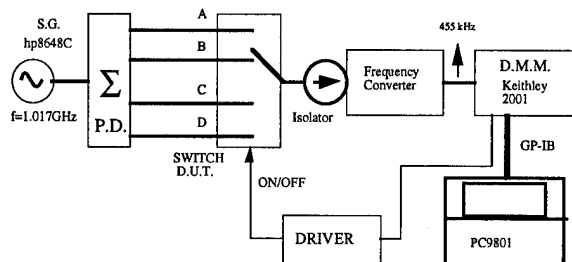 S.G.
hp8648C
f=1.017GHz
Σ
P.D.
A
B
C
D
SWITCH
D.U.T.
ON/OFF
Isolator
Frequency
Converter
455 kHz
D.M.M.
Keithley
2001
GP-IB
DRIVER
PC9801